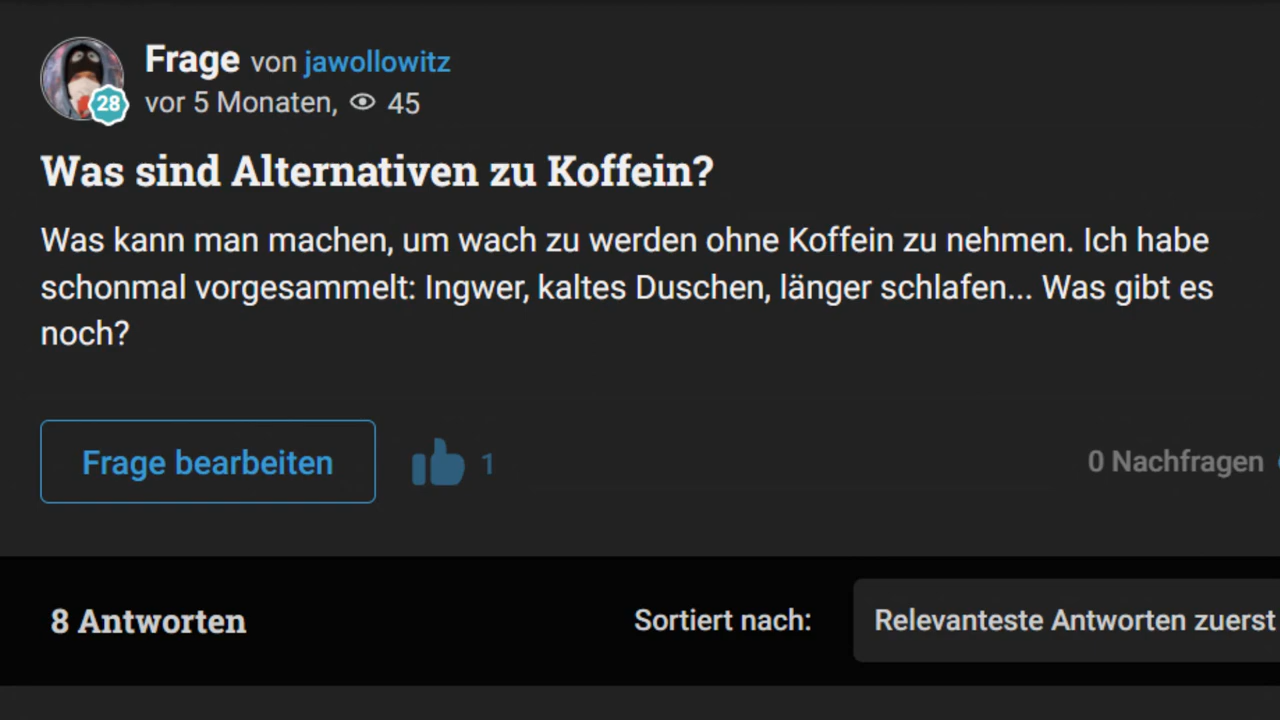 Frage von jawollowitz
28
vor 5 Monaten, 45
Was sind Alternativen zu Koffein?
Was kann man machen, um wach zu werden ohne Koffein zu nehmen. Ich habe
schonmal vorgesammelt: Ingwer, kaltes Duschen, länger schlafen... Was gibt es
noch?
Frage bearbeiten 1 0 Nachfragen
8 Antworten Sortiert nach: Relevanteste Antworten zuerst